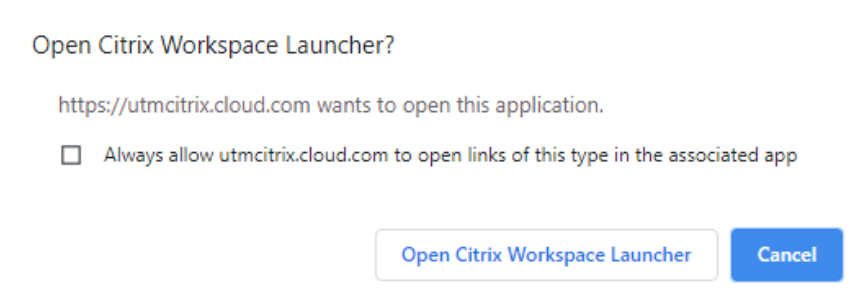 Open Citrix Workspace Launcher?
https://utmcitrix.cloud.com wants to open this application.
Always allow utmcitrix.cloud.com to open links of this type in the associated app
Open Citrix Workspace Launcher
Cancel